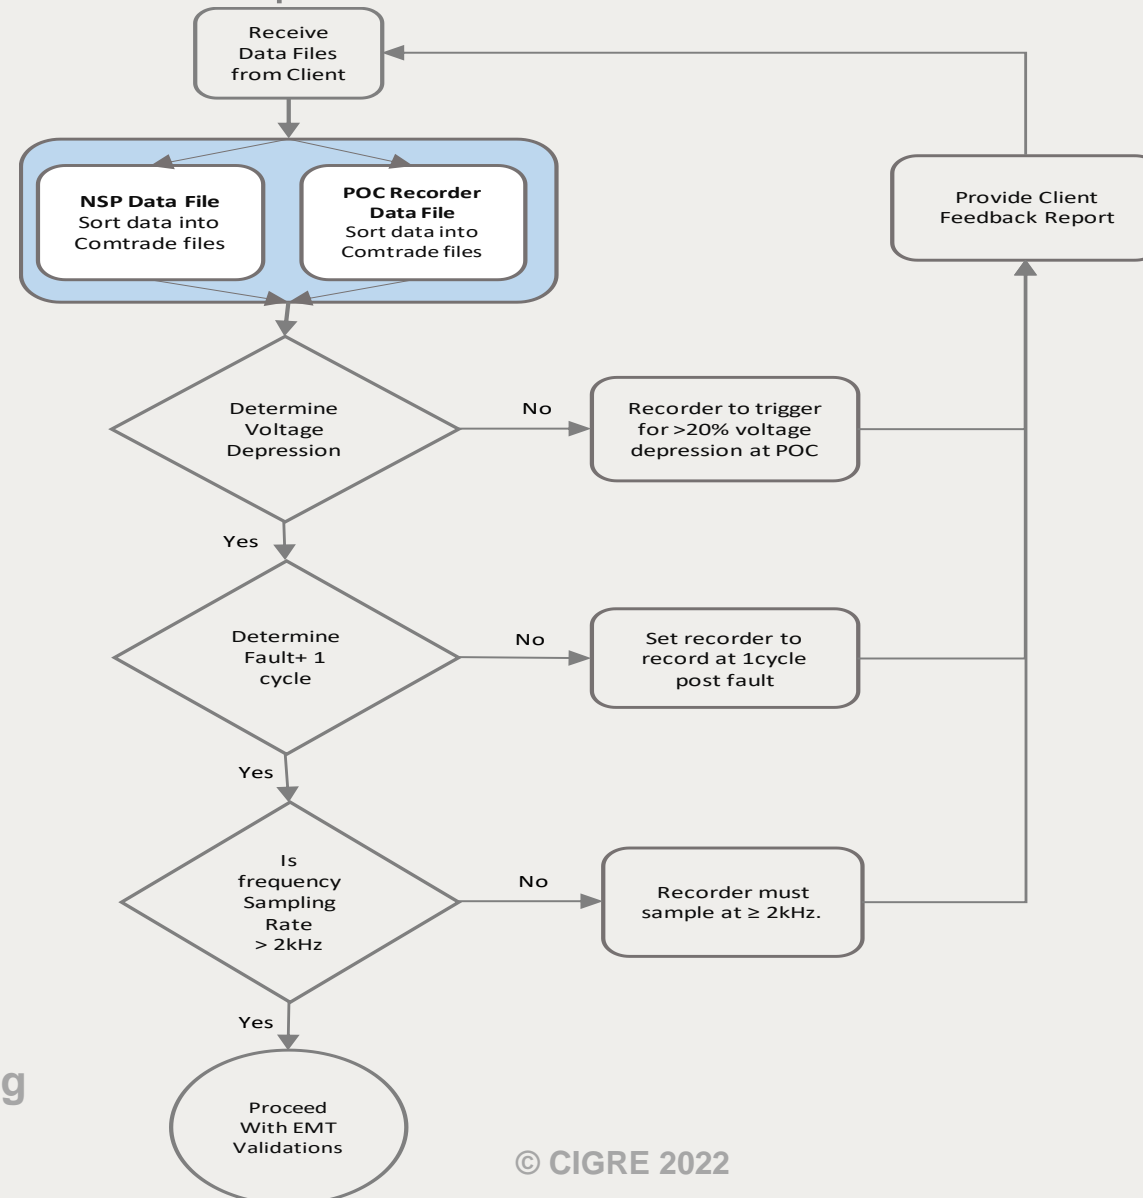 Receive
Data Files
from Client
NSP Data File
Sort data into
Comtrade files
POC Recorder
Data File
Sort data into
Comtrade files
Provide Client
Feedback Report
Determine
Voltage
Depression
No
Recorder to trigger
for >20% voltage
depression at POC
Yes
Determine
Fault+ 1
cycle
No
Set recorder to
record at 1cycle
post fault
Yes
Is
frequency
Sampling
Rate
> 2kHz
No
Recorder must
sample at ≥ 2kHz.
Yes
Proceed
With EMT
Validations
g
© CIGRE 2022